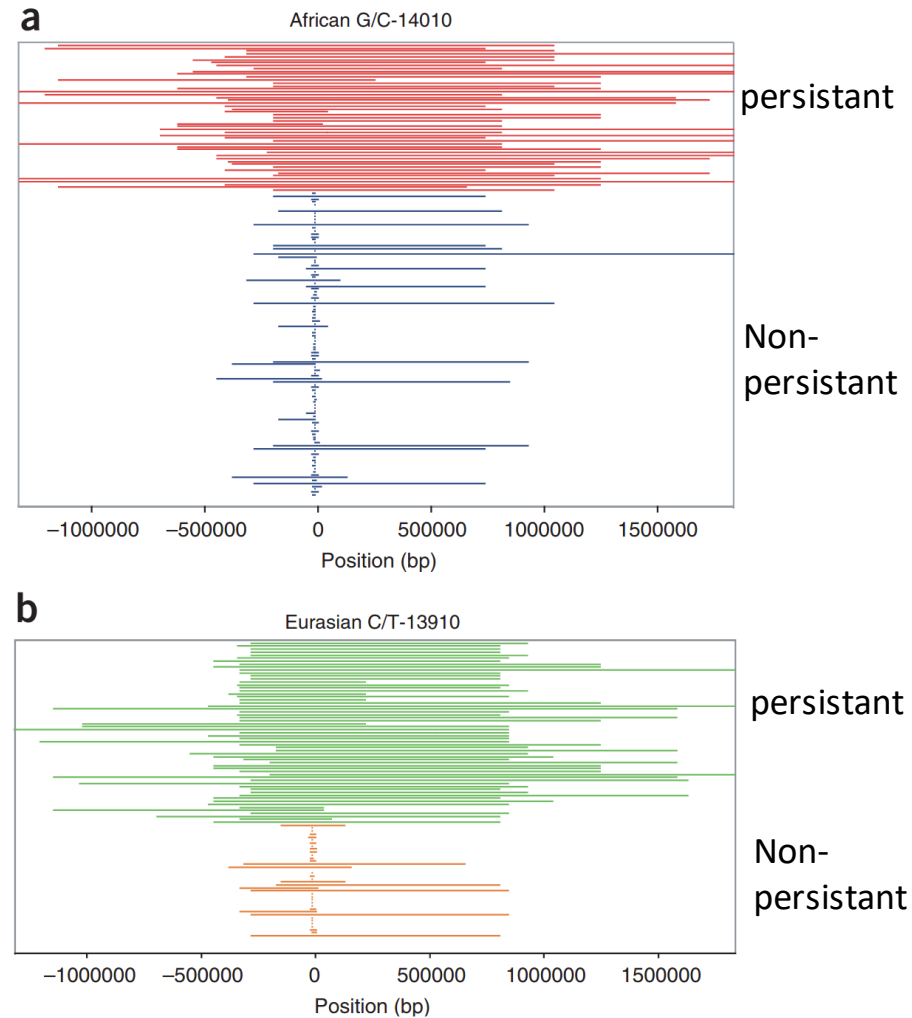 a
African G/C-14010
persistant
Non-
persistant
−1000000 −500000 0 500000 1000000 1500000
Position (bp)
b
Eurasian C/T-13910
persistant
Non-
persistant
−1000000 −500000 0 500000 1000000 1500000
Position (bp)